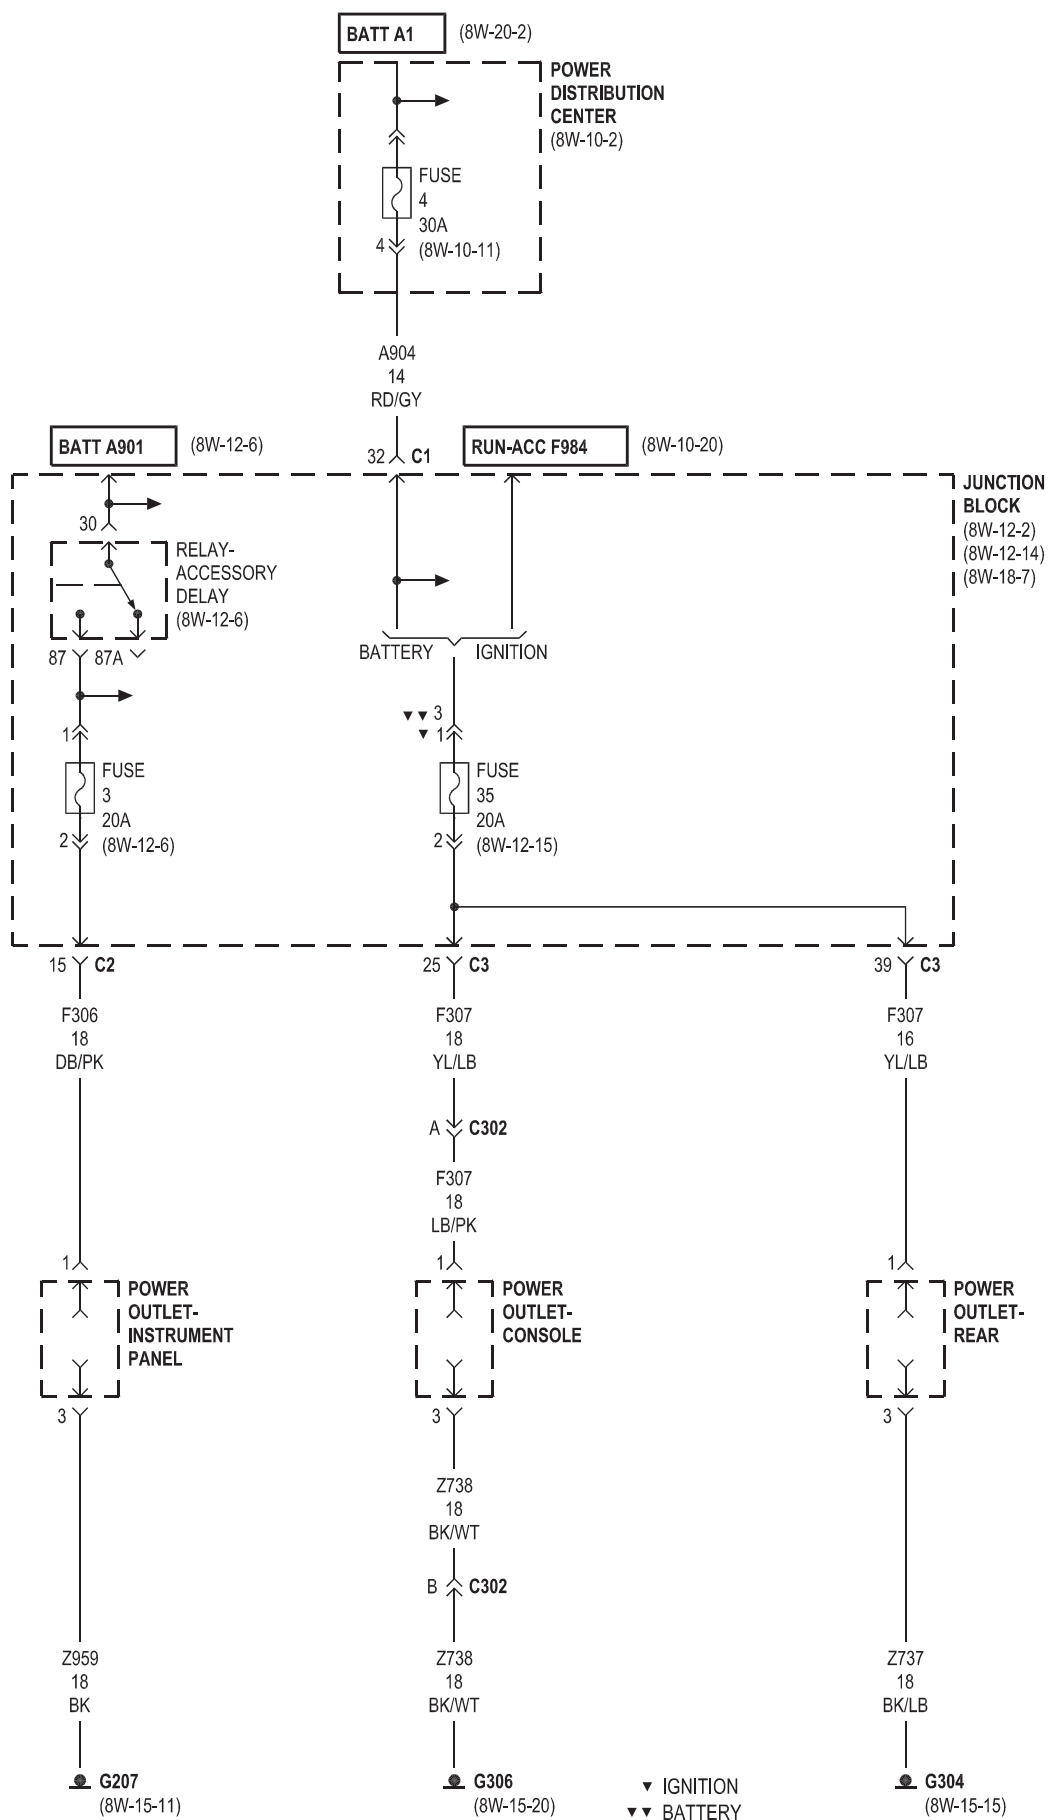 BATT A1 (8W-20-2)
POWER
DISTRIBUTION
CENTER
(8W-10-2)
FUSE
4
30A
4 (8W-10-11)
A904
14
RD/GY
BATT A901 (8W-12-6)
32 C1
RUN-ACC F984 (8W-10-20)
JUNCTION
BLOCK
(8W-12-2)
(8W-12-14)
(8W-18-7)
30
RELAY-
ACCESSORY
DELAY
(8W-12-6)
87 87A
BATTERY IGNITION
▼▼ 3
▼ 1
1
FUSE
3
20A
2 (8W-12-6)
FUSE
35
20A
2 (8W-12-15)
15 C2
25 C3
39 C3
F306
18
DB/PK
F307
18
YL/LB
F307
16
YL/LB
A C302
F307
18
LB/PK
1
POWER
OUTLET-
INSTRUMENT
PANEL
3
1
POWER
OUTLET-
CONSOLE
3
1
POWER
OUTLET-
REAR
3
Z738
18
BK/WT
B C302
Z959
18
BK
Z738
18
BK/WT
Z737
18
BK/LB
G207
(8W-15-11)
G306
(8W-15-20)
▼ IGNITION
▼▼ BATTERY
G304
(8W-15-15)